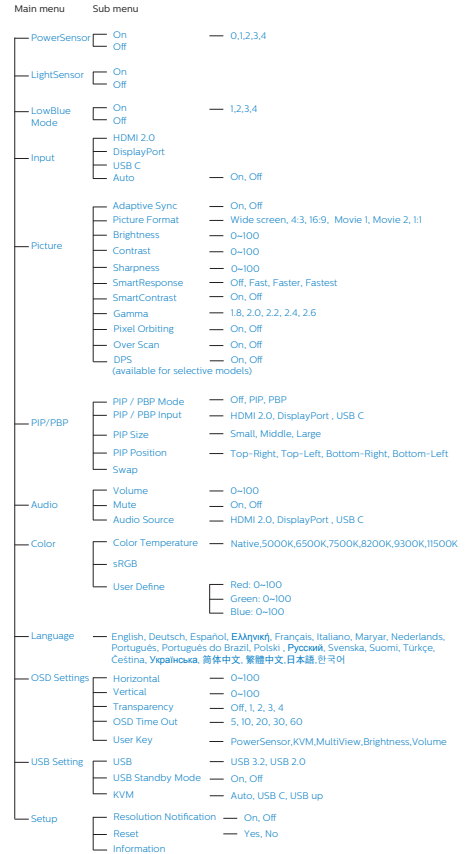 Main menu Sub menu
PowerSensor On 0,1,2,3,4
Off
LightSensor On
Off
LowBlue Mode On 1,2,3,4
Off
Input HDMI 2.0
DisplayPort
USB C
Auto On, Off
Picture Adaptive Sync On, Off
Picture Format Wide screen, 4:3, 16:9, Movie 1, Movie 2, 1:1
Brightness 0~100
Contrast 0~100
Sharpness 0~100
SmartResponse Off, Fast, Faster, Fastest
SmartContrast On, Off
Gamma 1.8, 2.0, 2.2, 2.4, 2.6
Pixel Orbiting On, Off
Over Scan On, Off
DPS On, Off
(available for selective models)
PIP/PBP PIP / PBP Mode Off, PIP, PBP
PIP / PBP Input HDMI 2.0, DisplayPort , USB C
PIP Size Small, Middle, Large
PIP Position Top-Right, Top-Left, Bottom-Right, Bottom-Left
Swap
Audio Volume 0~100
Mute On, Off
Audio Source HDMI 2.0, DisplayPort , USB C
Color Color Temperature Native,5000K,6500K,7500K,8200K,9300K,11500K
sRGB
User Define Red: 0~100
Green: 0~100
Blue: 0~100
Language English, Deutsch, Español, Ελληνική, Français, Italiano, Maryar, Nederlands,
Português, Português do Brazil, Polski , Русский, Svenska, Suomi, Türkçe,
Čeština, Українська, 简体中文, 繁體中文,日本語,한국어
OSD Settings Horizontal 0~100
Vertical 0~100
Transparency Off, 1, 2, 3, 4
OSD Time Out 5, 10, 20, 30, 60
User Key PowerSensor,KVM,MultiView,Brightness,Volume
USB Setting USB USB 3.2, USB 2.0
USB Standby Mode On, Off
KVM Auto, USB C, USB up
Setup Resolution Notification On, Off
Reset Yes, No
Information